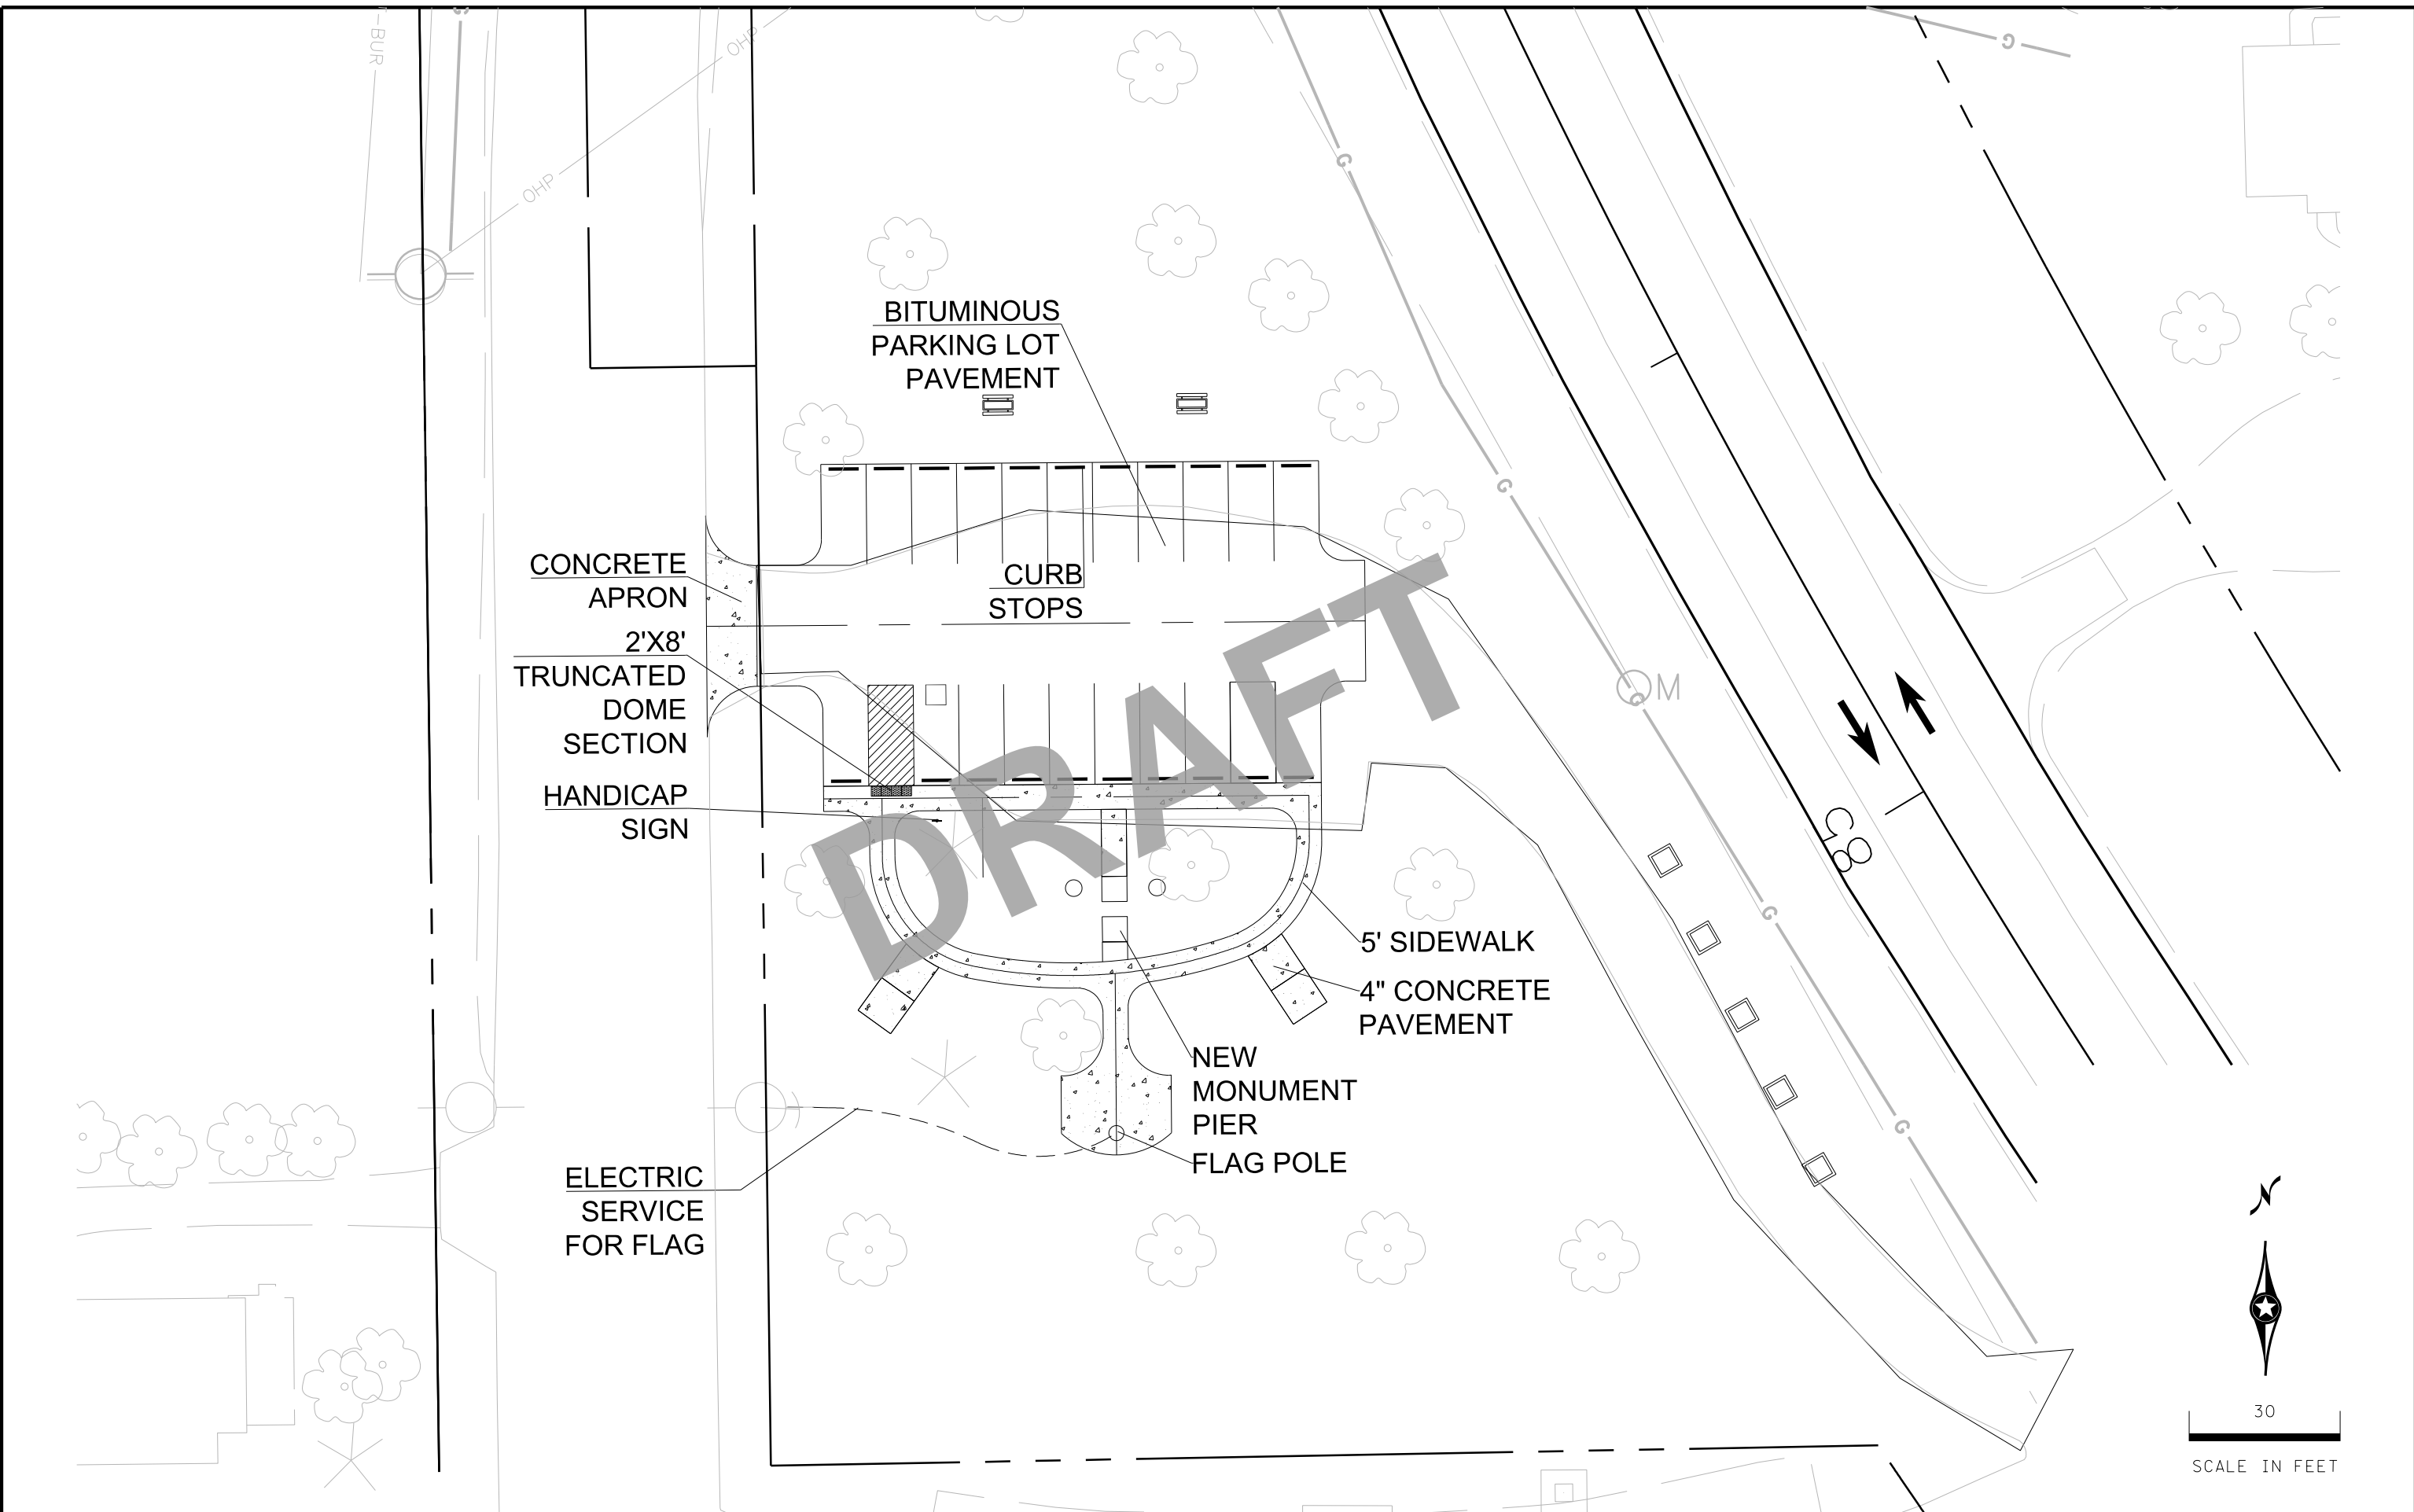 BUR
OHP
OHP
G
G
G
BITUMINOUS
PARKING LOT
PAVEMENT
G
CONCRETE
APRON
CURB
STOPS
2'X8'
TRUNCATED
DOME
SECTION
DRAFT
M
G
HANDICAP
SIGN
C8
G
5' SIDEWALK
4" CONCRETE
PAVEMENT
NEW
MONUMENT
PIER
G
FLAG POLE
ELECTRIC
SERVICE
FOR FLAG
N
30
SCALE IN FEET